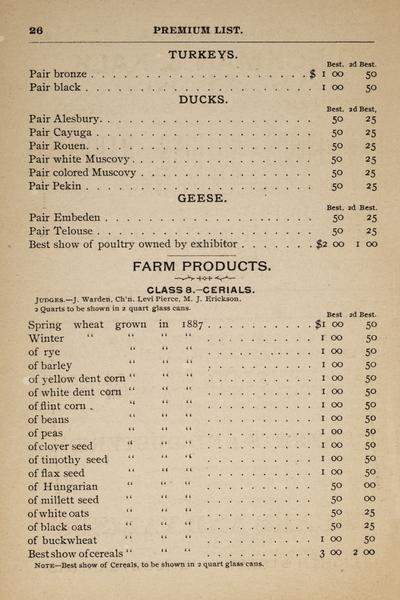 26 PREMIUM LIST.
TURKEYS.
Best. 2d Best.
Pair bronze . . . . . . . . . . . . . . . . . . . . $ 1 00 50
Pair black . . . . . . . . . . . . . . . . . . . . 1 00 50
DUCKS.
Best. 2d Best,
Pair Alesbury. . . . . . . . . . . . . . . . . . . 50 25
Pair Cayuga . . . . . . . . . . . . . . . . . . . 50 25
Pair Rouen. . . . . . . . . . . . . . . . . . . . 50 25
Pair white Muscovy . . . . . . . . . . . . . . . . 50 25
Pair colored Muscovy . . . . . . . . . . . . . . . 50 25
Pair Pekin . . . . . . . . . . . . . . . . . . . . 50 25
GEESE.
Best. 2d Best.
Pair Embeden . . . . . . . . . . . . . . . . . . . 50 25
Pair Telouse . . . . . . . . . . . . . . . . . . . 50 25
Best show of poultry owned by exhibitor . . . . . . . $2 00 1 00
FARM PRODUCTS.
CLASS 8.—CERIALS.
JUDGES.—J. Warden, Ch'n. Levi Pierce, M. J. Erickson.
2 Quarts to be shown in 2 quart glass cans.
Best 2d Best.
Spring wheat grown in 1887 . . . . . . . . . . $1 00 50
Winter " " " " . . . . . . . . . . 1 00 50
of rye " " " . . . . . . . . . . 1 00 50
of barley " " " . . . . . . . . . . 1 00 50
of yellow dent corn " " " . . . . . . . . . . 1 00 50
of white dent corn " " " . . . . . . . . . . 1 00 50
of flint corn . " " " . . . . . . . . . . 1 00 50
of beans " " " . . . . . . . . . . 1 00 50
of peas " " " . . . . . . . . . . 1 00 50
of clover seed " " " . . . . . . . . . . 1 00 50
of timothy seed " " " . . . . . . . . . . 1 00 50
of flax seed " " " . . . . . . . . . . 1 00 50
of Hungarian " " " . . . . . . . . . . 50 00
of millett seed " " " . . . . . . . . . . 50 00
of white oats " " " . . . . . . . . . . 50 25
of black oats " " " . . . . . . . . . . 50 25
of buckwheat " " " . . . . . . . . . . 1 00 50
Best show of cereals " " " . . . . . . . . . . 3 00 2 00
NOTE—Best show of Cereals, to be shown in 2 quart glass cans.